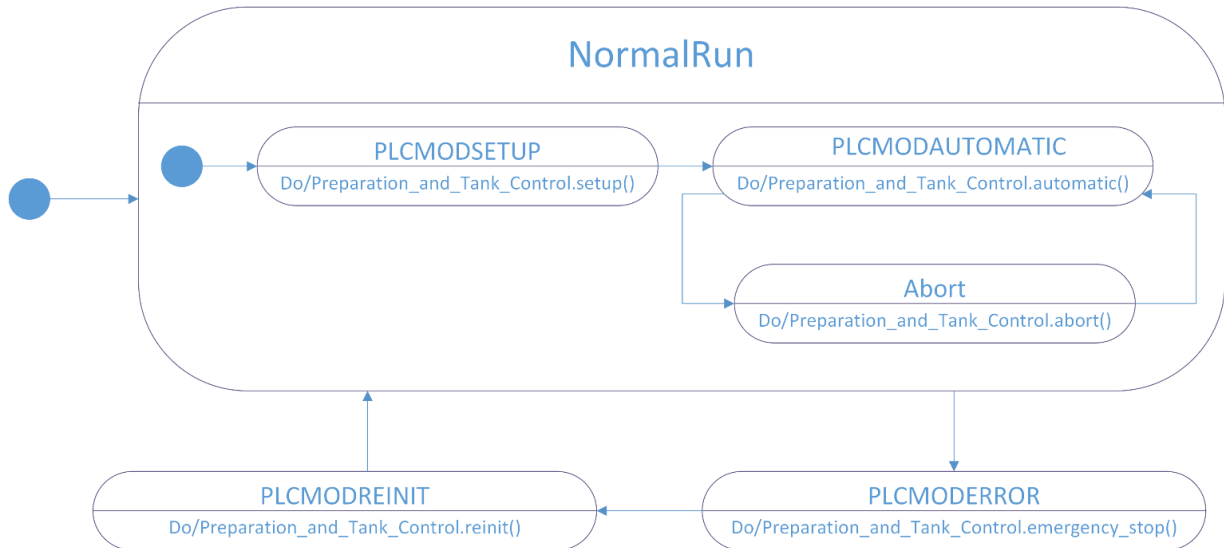 NormalRun
PLCMODSETUP
Do/Preparation_and_Tank_Control.setup()
PLCMODAUTOMATIC
Do/Preparation_and_Tank_Control.automatic()
Abort
Do/Preparation_and_Tank_Control.abort()
PLCMODREINIT
Do/Preparation_and_Tank_Control.reinit()
PLCMODERROR
Do/Preparation_and_Tank_Control.emergency_stop()